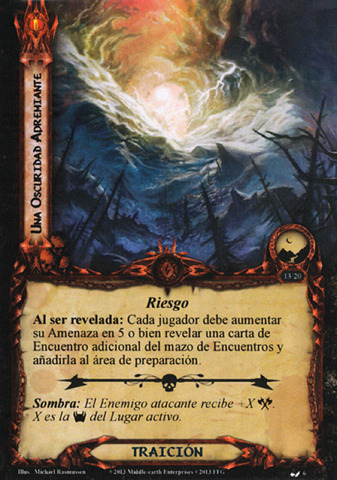 UNA OSCURIDAD APREMIANTE
13-20
Riesgo
Al ser revelada: Cada jugador debe aumentar
su Amenaza en 5 o bien revelar una carta de
Encuentro adicional del mazo de Encuentros y
añadirla al área de preparación.
Sombra: El Enemigo atacante recibe +X.
X es la del Lugar activo.
TRAICIÓN
Illus. Michael Rasmussen ©2013 Middle-earth Enterprises ©2013 FFG 6